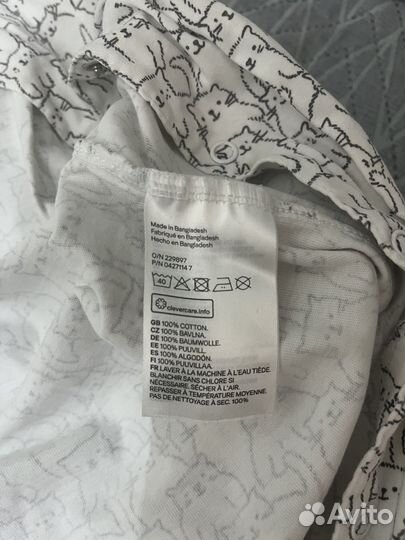 Made in Bangladesh
Fabriqué en Bangladesh
Hecho en Bangladesh
O/N 229897
P/N 0427114 7
40
clevercare.info
GB 100% COTTON.
CZ 100% BAVLNA.
DE 100% BAUMWOLLE.
EE 100% PUUVILL.
ES 100% ALGODÓN.
FI 100% PUUVILLAA.
FR LAVER À LA MACHINE À L'EAU TIÈDE.
BLANCHIR SANS CHLORE SI
NÉCESSAIRE. SÉCHER À L'AIR.
REPASSER À TEMPÉRATURE MOYENNE.
PAS DE NETTOYAGE À SEC. 100%
Avito